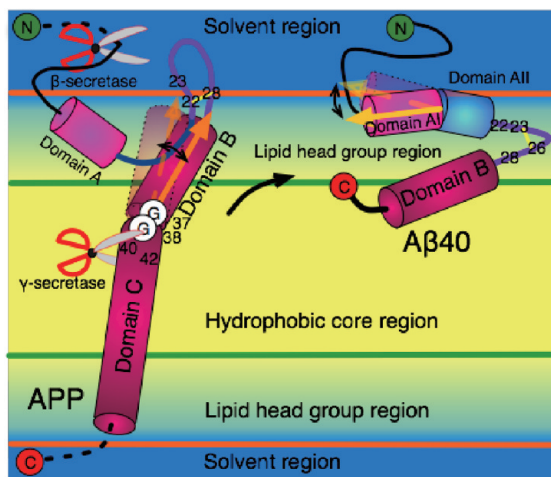 Solvent region
N
N
β-secretase
23
22
28
Domain A
Domain B
Domain AI
Domain AII
22
23
26
28
Lipid head group region
C
Domain B
Aβ40
G
G
37
38
40
42
γ-secretase
Domain C
Hydrophobic core region
APP
Lipid head group region
C
Solvent region